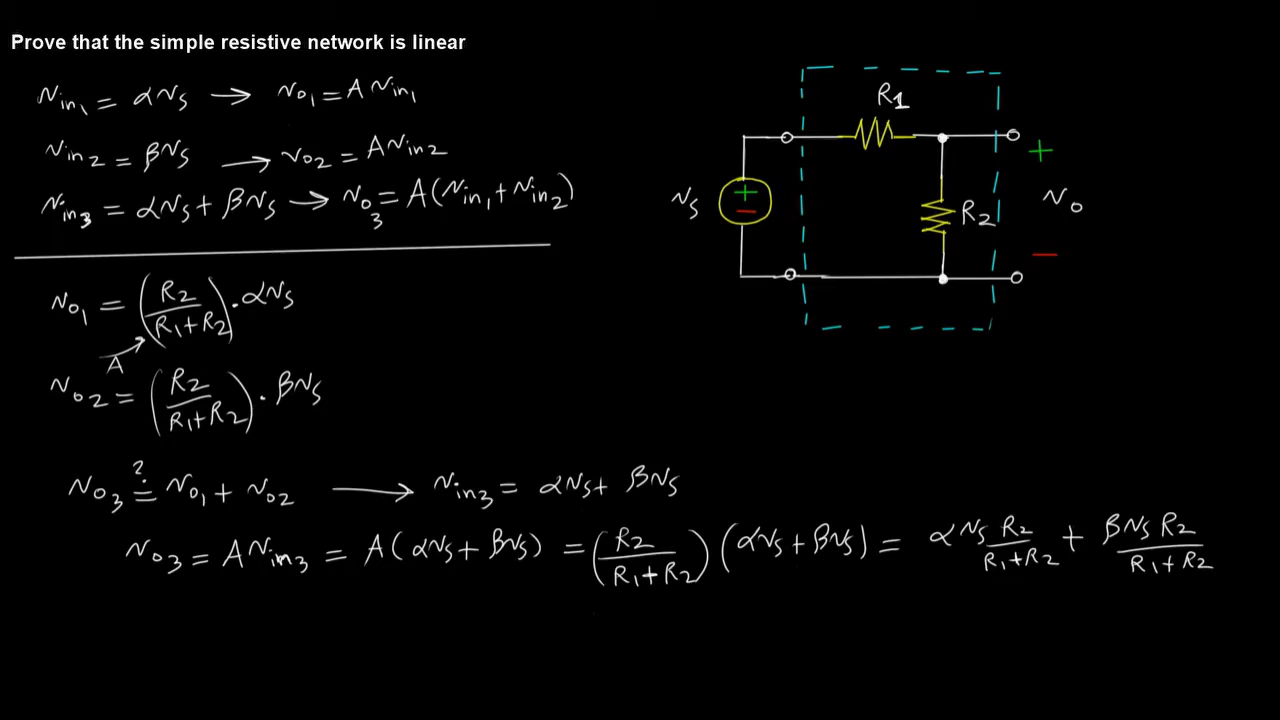 Prove that the simple resistive network is linear
v_in₁ = αv_s → v_o₁ = A v_in₁
v_in₂ = βv_s → v_o₂ = A v_in₂
v_in₃ = αv_s + βv_s → v_o₃ = A(v_in₁ + v_in₂)
v_o₁ = (R₂ / (R₁+R₂)) · αv_s
A
v_o₂ = (R₂ / (R₁+R₂)) · βv_s
v_o₃ ≟ v_o₁ + v_o₂ → v_in₃ = αv_s + βv_s
v_o₃ = A v_in₃ = A(αv_s + βv_s) = (R₂ / (R₁+R₂)) (αv_s + βv_s) = αv_s R₂ / (R₁+R₂) + βv_s R₂ / (R₁+R₂)
R1
+
v_s
+
−
R₂
v_o
−